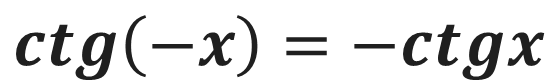 ctg(−x) = −ctgx